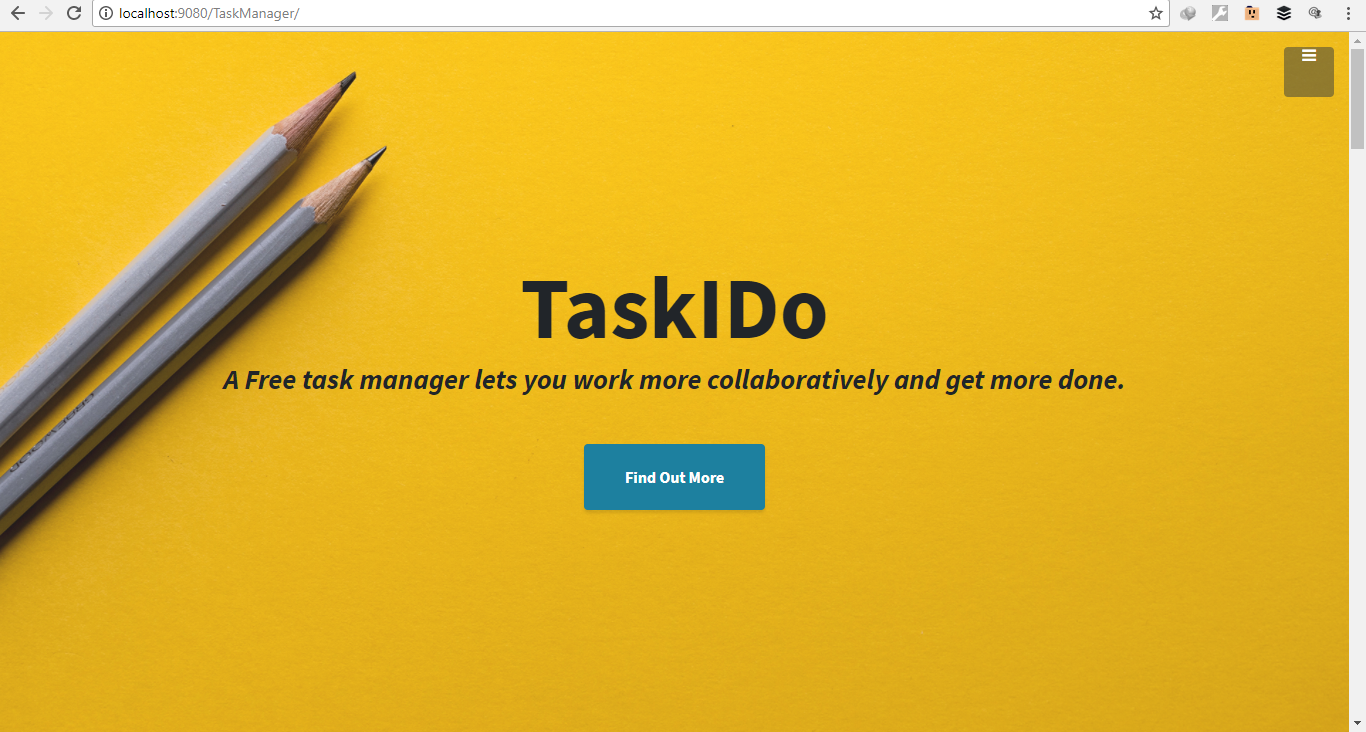 localhost:9080/TaskManager/
TaskIDo
A Free task manager lets you work more collaboratively and get more done.
Find Out More